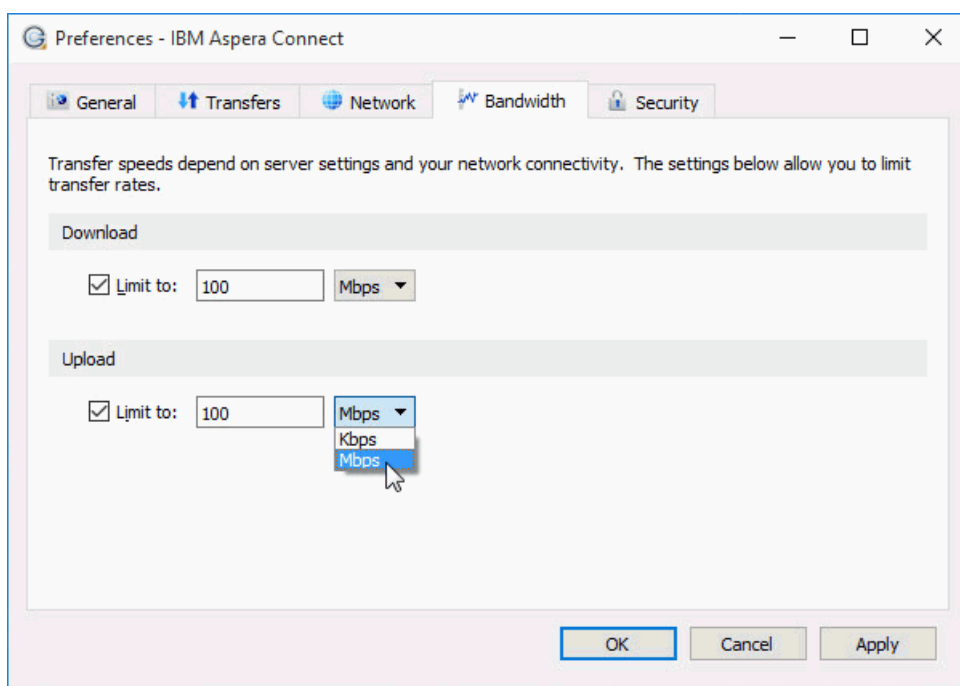 Preferences - IBM Aspera Connect
General Transfers Network Bandwidth Security
Transfer speeds depend on server settings and your network connectivity. The settings below allow you to limit
transfer rates.
Download
Limit to: 100 Mbps
Upload
Limit to: 100 Mbps
Kbps
Mbps
OK Cancel Apply